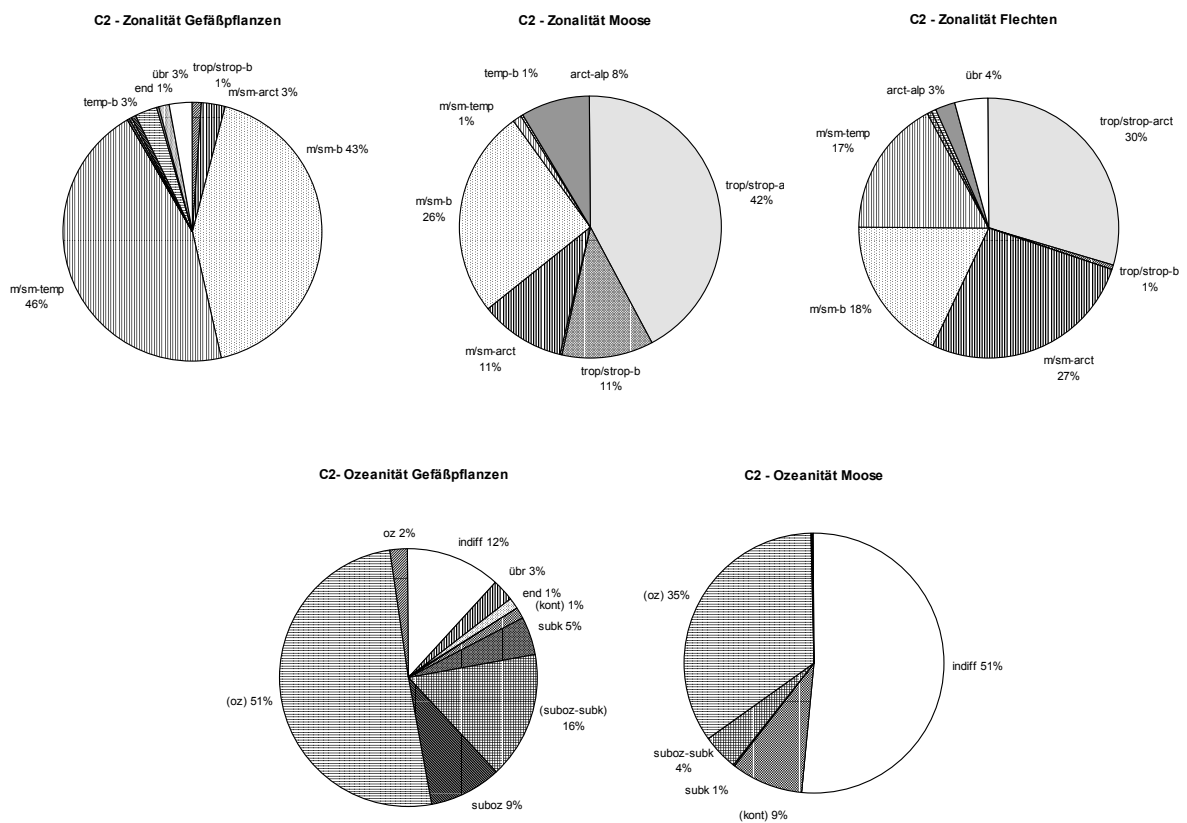 C2 - Zonalität Gefäßpflanzen
übr 3%
trop/strop-b
1%
end 1%
m/sm-arct 3%
temp-b 3%
m/sm-b 43%
m/sm-temp
46%
C2 - Zonalität Moose
temp-b 1%
arct-alp 8%
m/sm-temp
1%
trop/strop-a
42%
m/sm-b
26%
m/sm-arct
11%
trop/strop-b
11%
C2 - Zonalität Flechten
übr 4%
arct-alp 3%
trop/strop-arct
30%
m/sm-temp
17%
trop/strop-b
1%
m/sm-b 18%
m/sm-arct
27%
C2- Ozeanität Gefäßpflanzen
oz 2%
indiff 12%
übr 3%
end 1%
(kont) 1%
subk 5%
(oz) 51%
(suboz-subk)
16%
suboz 9%
C2 - Ozeanität Moose
(oz) 35%
indiff 51%
suboz-subk
4%
subk 1%
(kont) 9%